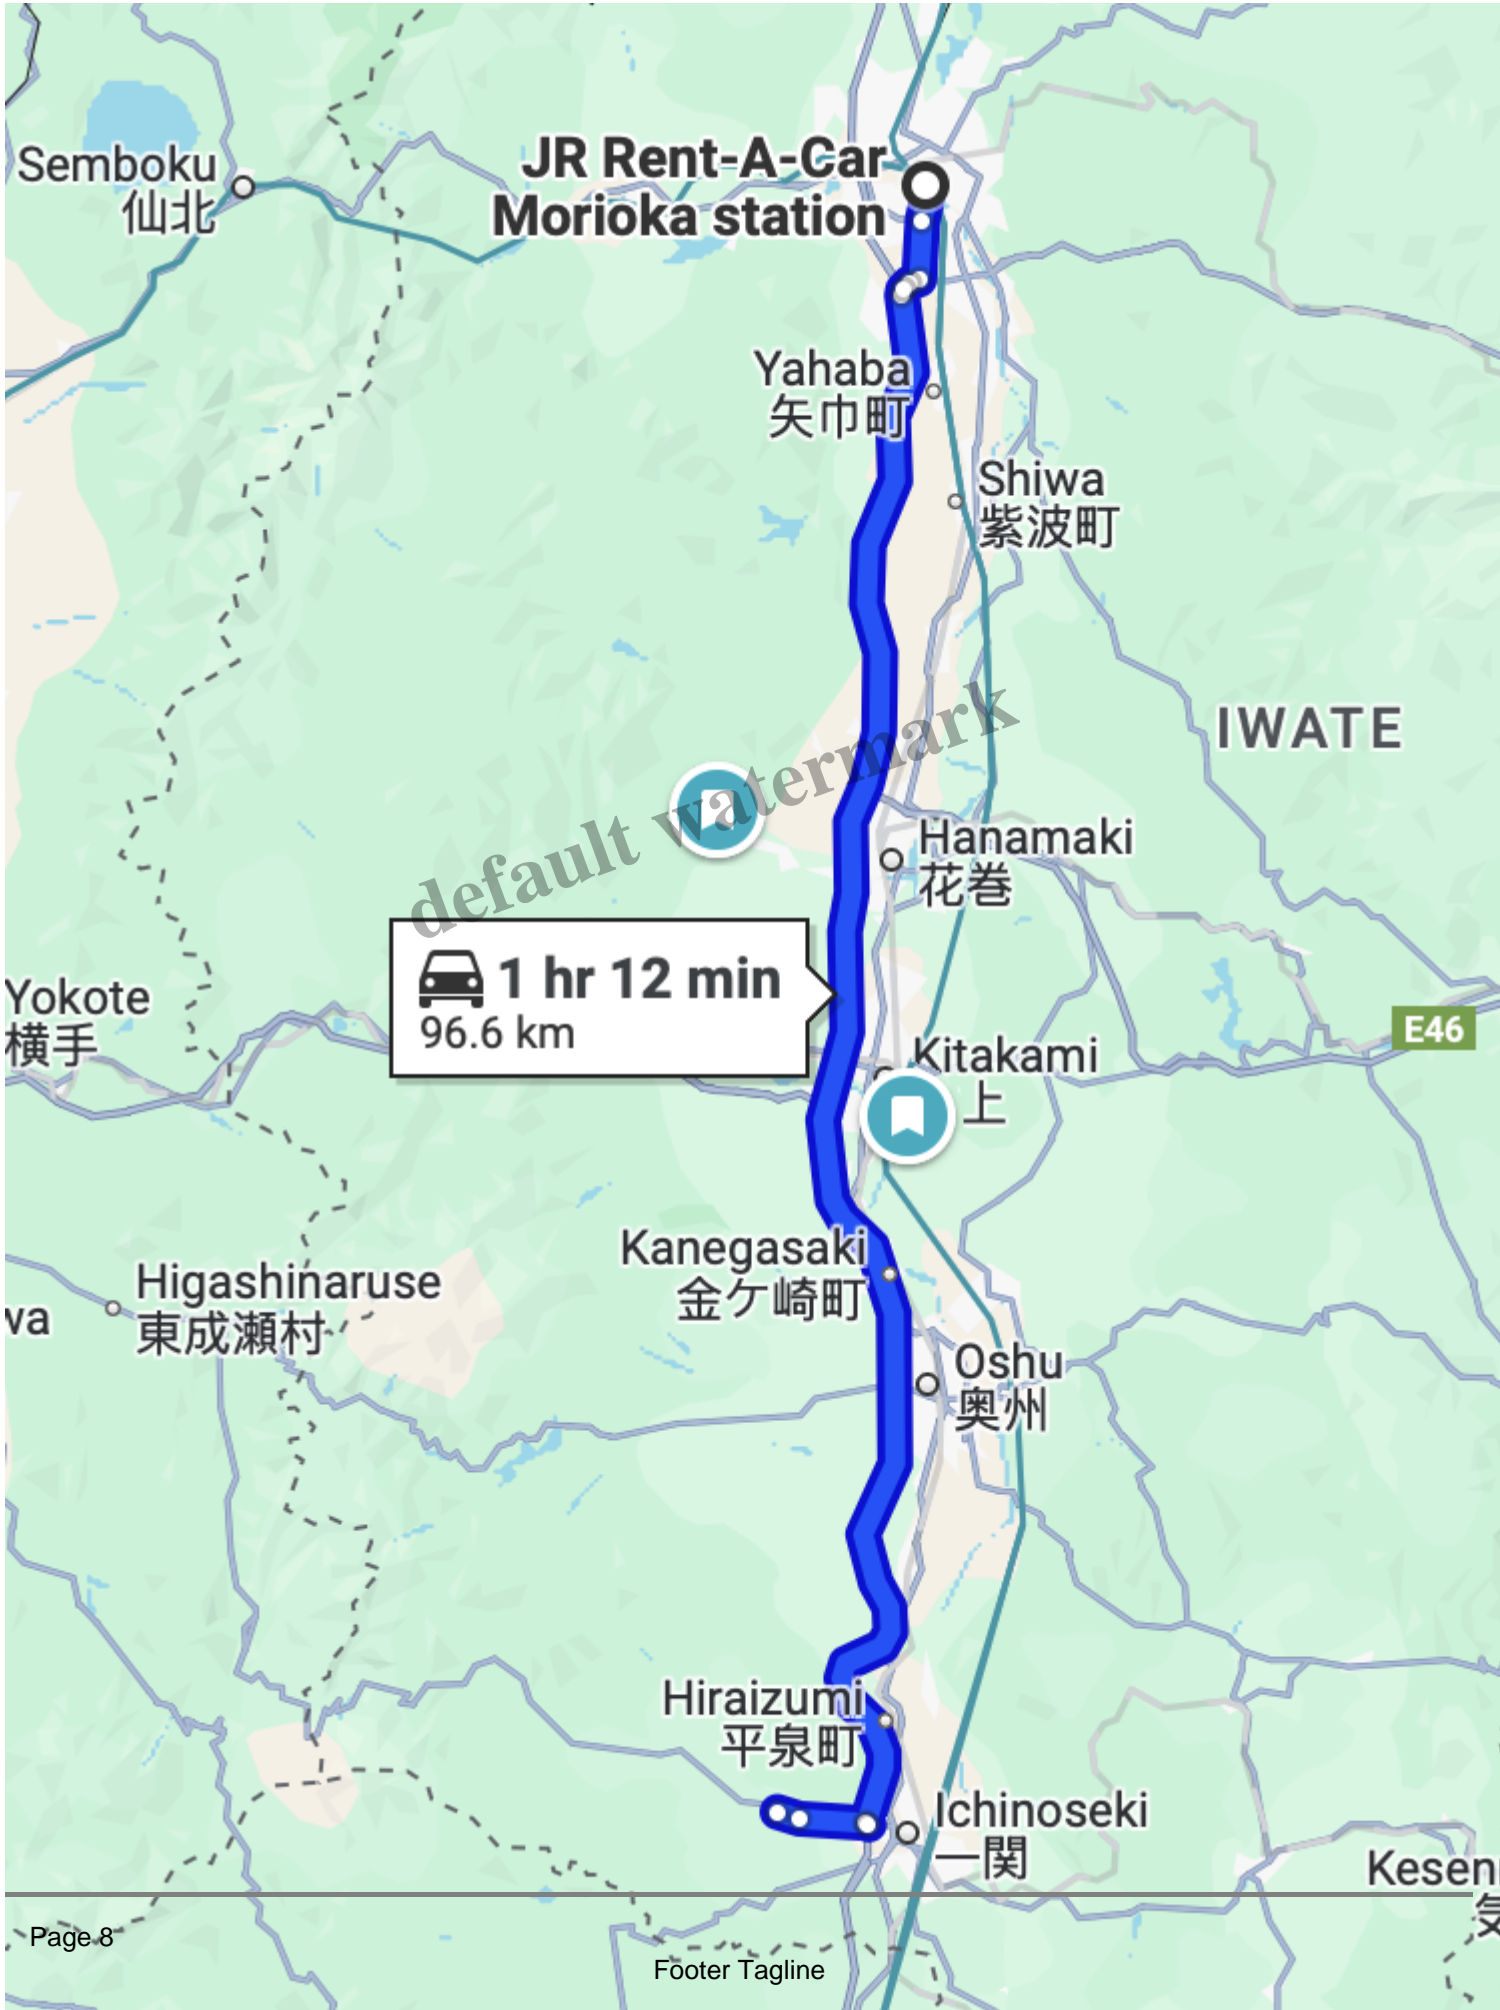 JR Rent-A-Car
Morioka station
Semboku
仙北
Yahaba
矢巾町
Shiwa
紫波町
IWATE
default watermark
Hanamaki
花巻
1 hr 12 min
96.6 km
Yokote
横手
E46
Kitakami
上
Kanegasaki
金ケ崎町
Higashinaruse
東成瀬村
wa
Oshu
奥州
Hiraizumi
平泉町
Ichinoseki
一関
Kesen
気
Page 8
Footer Tagline